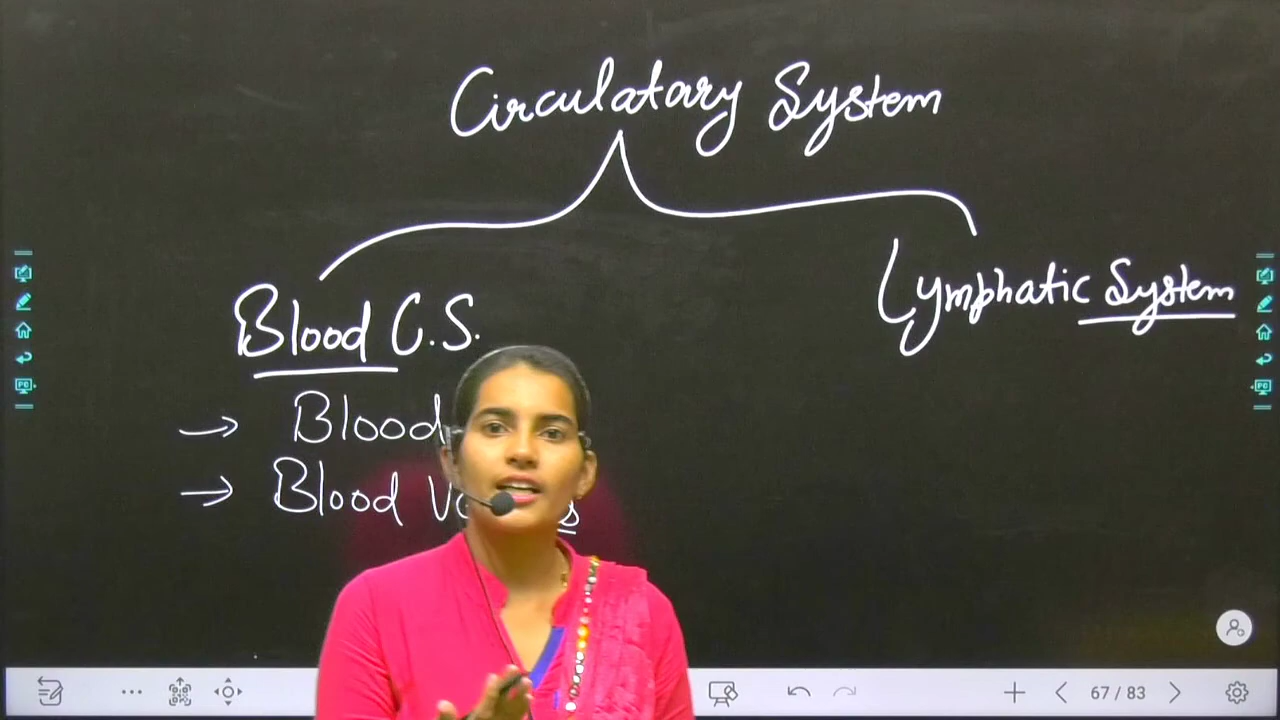 Circulatary System
Blood C.S.
Lymphatic System
→ Blood
→ Blood
67 / 83